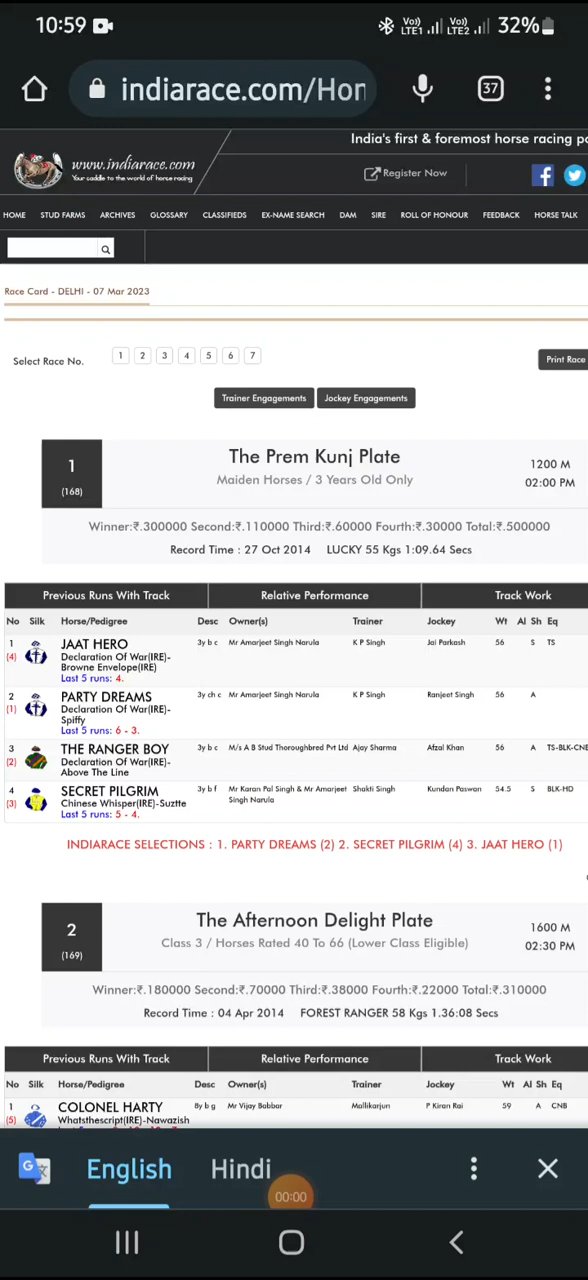 10:59 Vo)) LTE1 Vo)) LTE2 32%
indiarace.com/Hor 37
India's first & foremost horse racing po
www.indiarace.com
Your saddle to the world of horse racing
Register Now
HOME STUD FARMS ARCHIVES GLOSSARY CLASSIFIEDS EX-NAME SEARCH DAM SIRE ROLL OF HONOUR FEEDBACK HORSE TALK
Race Card - DELHI - 07 Mar 2023
Select Race No. 1 2 3 4 5 6 7
Print Race
Trainer Engagements Jockey Engagements
1 The Prem Kunj Plate 1200 M
(168) Maiden Horses / 3 Years Old Only 02:00 PM
Winner:₹.300000 Second:₹.110000 Third:₹.60000 Fourth:₹.30000 Total:₹.500000
Record Time : 27 Oct 2014 LUCKY 55 Kgs 1:09.64 Secs
Previous Runs With Track Relative Performance Track Work
No Silk Horse/Pedigree Desc Owner(s) Trainer Jockey Wt Al Sh Eq
1 JAAT HERO 3y b c Mr Amarjeet Singh Narula K P Singh Jai Parkash 56 S TS
(4) Declaration Of War(IRE)-
Browne Envelope(IRE)
Last 5 runs: 4.
2 PARTY DREAMS 3y ch c Mr Amarjeet Singh Narula K P Singh Ranjeet Singh 56 A
(1) Declaration Of War(IRE)-
Spiffy
Last 5 runs: 6 - 3.
3 THE RANGER BOY 3y b c M/s A B Stud Thoroughbred Pvt Ltd Ajay Sharma Afzal Khan 56 A TS-BLK-CNB
(2) Declaration Of War(IRE)-
Above The Line
4 SECRET PILGRIM 3y b f Mr Karan Pal Singh & Mr Amarjeet Shakti Singh Kundan Paswan 54.5 S BLK-HD
(3) Chinese Whisper(IRE)-Suztte Singh Narula
Last 5 runs: 5 - 4.
INDIARACE SELECTIONS : 1. PARTY DREAMS (2) 2. SECRET PILGRIM (4) 3. JAAT HERO (1)
2 The Afternoon Delight Plate 1600 M
(169) Class 3 / Horses Rated 40 To 66 (Lower Class Eligible) 02:30 PM
Winner:₹.180000 Second:₹.70000 Third:₹.38000 Fourth:₹.22000 Total:₹.310000
Record Time : 04 Apr 2014 FOREST RANGER 58 Kgs 1.36:08 Secs
Previous Runs With Track Relative Performance Track Work
No Silk Horse/Pedigree Desc Owner(s) Trainer Jockey Wt Al Sh Eq
1 COLONEL HARTY 8y b g Mr Vijay Babbar Mallikarjun P Kiran Rai 59 A CNB
(5) Whatsthescript(IRE)-Nawazish
English Hindi
00:00